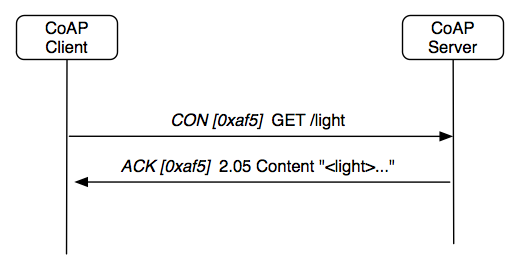 CoAP
Client
CoAP
Server
CON [0xaf5] GET /light
ACK [0xaf5] 2.05 Content "<light>..."